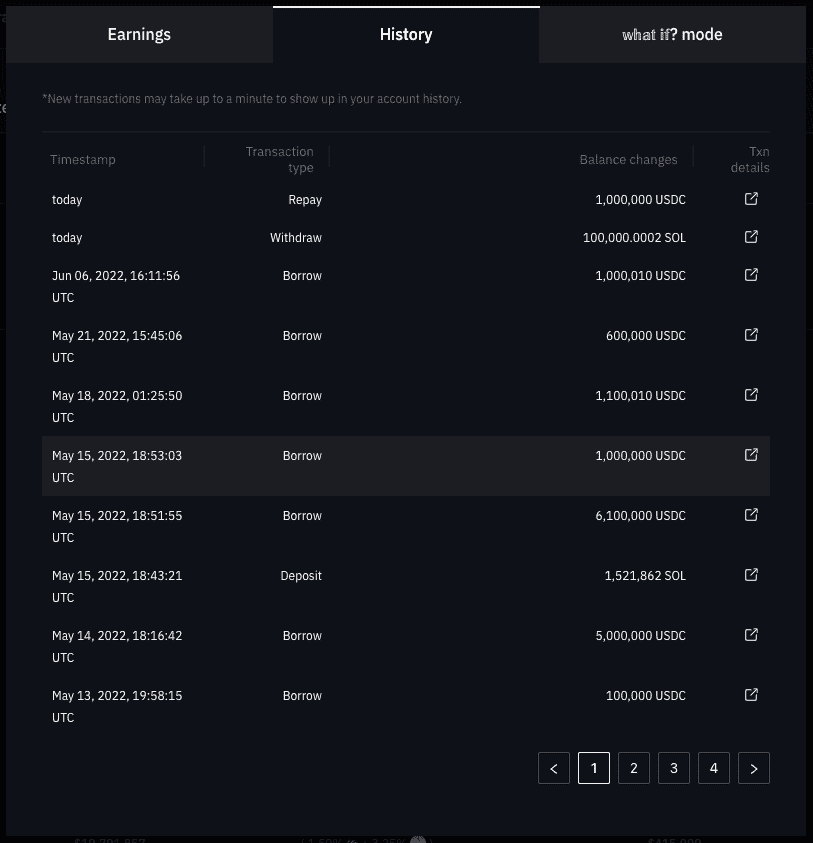 Earnings
History
what if? mode
*New transactions may take up to a minute to show up in your account history.
Timestamp
Transaction
type
Balance changes
Txn
details
today Repay 1,000,000 USDC
today Withdraw 100,000.0002 SOL
Jun 06, 2022, 16:11:56 Borrow 1,000,010 USDC
UTC
May 21, 2022, 15:45:06 Borrow 600,000 USDC
UTC
May 18, 2022, 01:25:50 Borrow 1,100,010 USDC
UTC
May 15, 2022, 18:53:03 Borrow 1,000,000 USDC
UTC
May 15, 2022, 18:51:55 Borrow 6,100,000 USDC
UTC
May 15, 2022, 18:43:21 Deposit 1,521,862 SOL
UTC
May 14, 2022, 18:16:42 Borrow 5,000,000 USDC
UTC
May 13, 2022, 19:58:15 Borrow 100,000 USDC
UTC
< 1 2 3 4 >